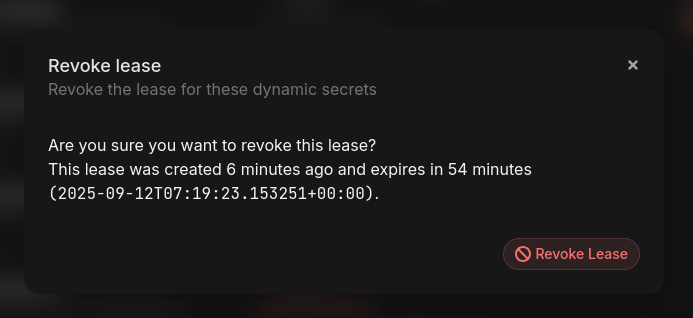 Revoke lease
Revoke the lease for these dynamic secrets
Are you sure you want to revoke this lease?
This lease was created 6 minutes ago and expires in 54 minutes
(2025-09-12T07:19:23.153251+00:00).
Revoke Lease